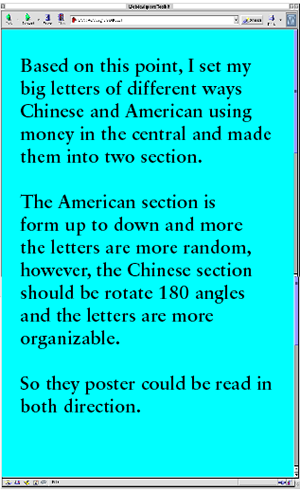 Based on this point, I set my
big letters of different ways
Chinese and American using
money in the central and made
them into two section.
The American section is
form up to down and more
the letters are more random,
however, the Chinese section
should be rotate 180 angles
and the letters are more
organizable.
So they poster could be read in
both direction.